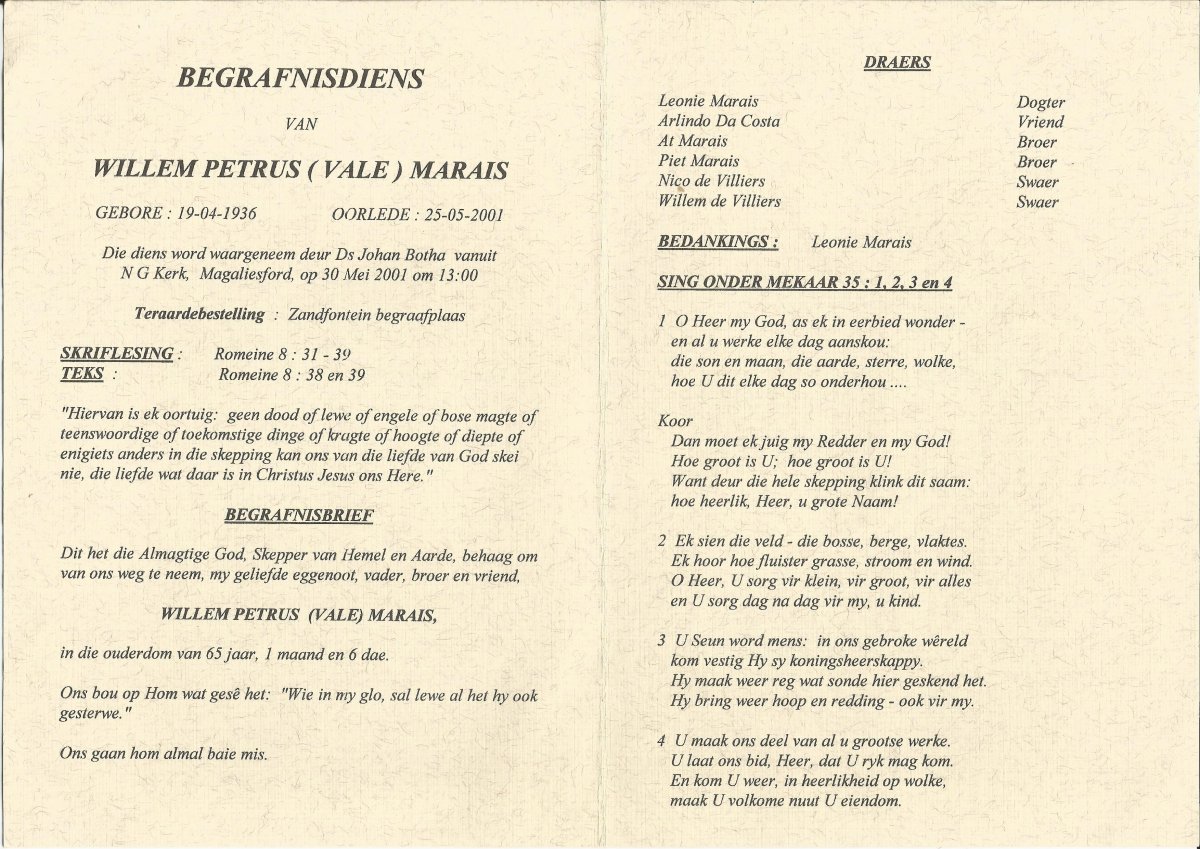 BEGRAFNISDIENS
VAN
WILLEM PETRUS ( VALE ) MARAIS
GEBORE : 19-04-1936 OORLEDE : 25-05-2001
Die diens word waargeneem deur Ds Johan Botha vanuit
N G Kerk, Magaliesford, op 30 Mei 2001 om 13:00
Teraardebestelling : Zandfontein begraafplaas
SKRIFLESING : Romeine 8 : 31 - 39
TEKS : Romeine 8 : 38 en 39
"Hiervan is ek oortuig: geen dood of lewe of engele of bose magte of
teenswoordige of toekomstige dinge of kragte of hoogte of diepte of
enigiets anders in die skepping kan ons van die liefde van God skei
nie, die liefde wat daar is in Christus Jesus ons Here."
BEGRAFNISBRIEF
Dit het die Almagtige God, Skepper van Hemel en Aarde, behaag om
van ons weg te neem, my geliefde eggenoot, vader, broer en vriend,
WILLEM PETRUS (VALE) MARAIS,
in die ouderdom van 65 jaar, 1 maand en 6 dae.
Ons bou op Hom wat gesê het: "Wie in my glo, sal lewe al het hy ook
gesterwe."
Ons gaan hom almal baie mis.
DRAERS
Leonie Marais Dogter
Arlindo Da Costa Vriend
At Marais Broer
Piet Marais Broer
Nico de Villiers Swaer
Willem de Villiers Swaer
BEDANKINGS : Leonie Marais
SING ONDER MEKAAR 35 : 1, 2, 3 en 4
1 O Heer my God, as ek in eerbied wonder -
en al u werke elke dag aanskou:
die son en maan, die aarde, sterre, wolke,
hoe U dit elke dag so onderhou ....
Koor
Dan moet ek juig my Redder en my God!
Hoe groot is U; hoe groot is U!
Want deur die hele skepping klink dit saam:
hoe heerlik, Heer, u grote Naam!
2 Ek sien die veld - die bosse, berge, vlaktes.
Ek hoor hoe fluister grasse, stroom en wind.
O Heer, U sorg vir klein, vir groot, vir alles
en U sorg dag na dag vir my, u kind.
3 U Seun word mens: in ons gebroke wêreld
kom vestig Hy sy koningsheerskappy.
Hy maak weer reg wat sonde hier geskend het.
Hy bring weer hoop en redding - ook vir my.
4 U maak ons deel van al u grootse werke.
U laat ons bid, Heer, dat U ryk mag kom.
En kom U weer, in heerlikheid op wolke,
maak U volkome nuut U eiendom.